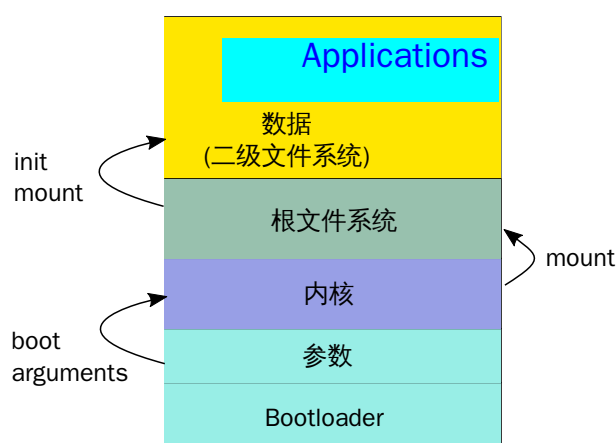 Applications
数据
(二级文件系统)
init
mount
根文件系统
mount
内核
boot
arguments
参数
Bootloader